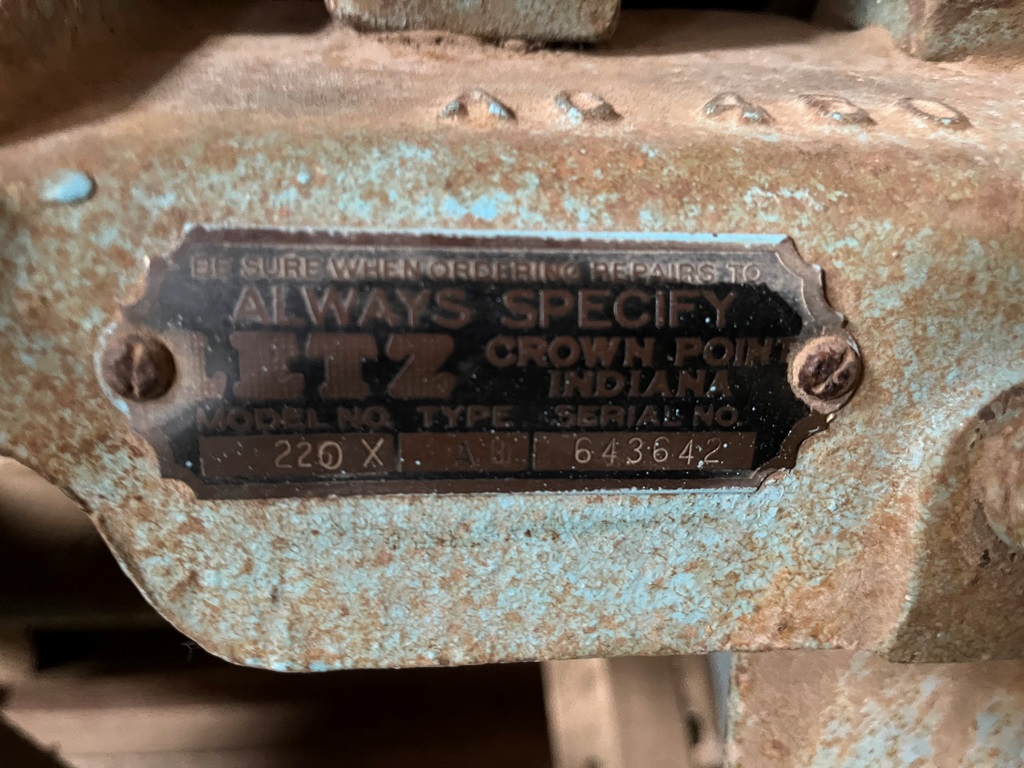 BE SURE WHEN ORDERING REPAIRS TO
ALWAYS SPECIFY
LETZ CROWN POINT
INDIANA
MODEL NO. TYPE SERIAL NO.
220 X 643642